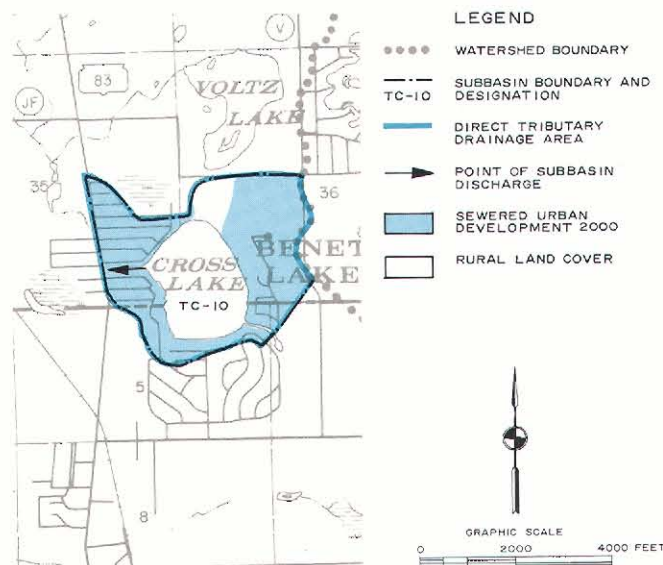 V
83
VOLTZ
LAKE
JF
35
36
BENET
LAKE
CROSS
LAKE
TC-10
5
8
LEGEND
WATERSHED BOUNDARY
TC-10
SUBBASIN BOUNDARY AND
DESIGNATION
DIRECT TRIBUTARY
DRAINAGE AREA
POINT OF SUBBASIN
DISCHARGE
SEWERED URBAN
DEVELOPMENT 2000
RURAL LAND COVER
GRAPHIC SCALE
0 2000 4000 FEET